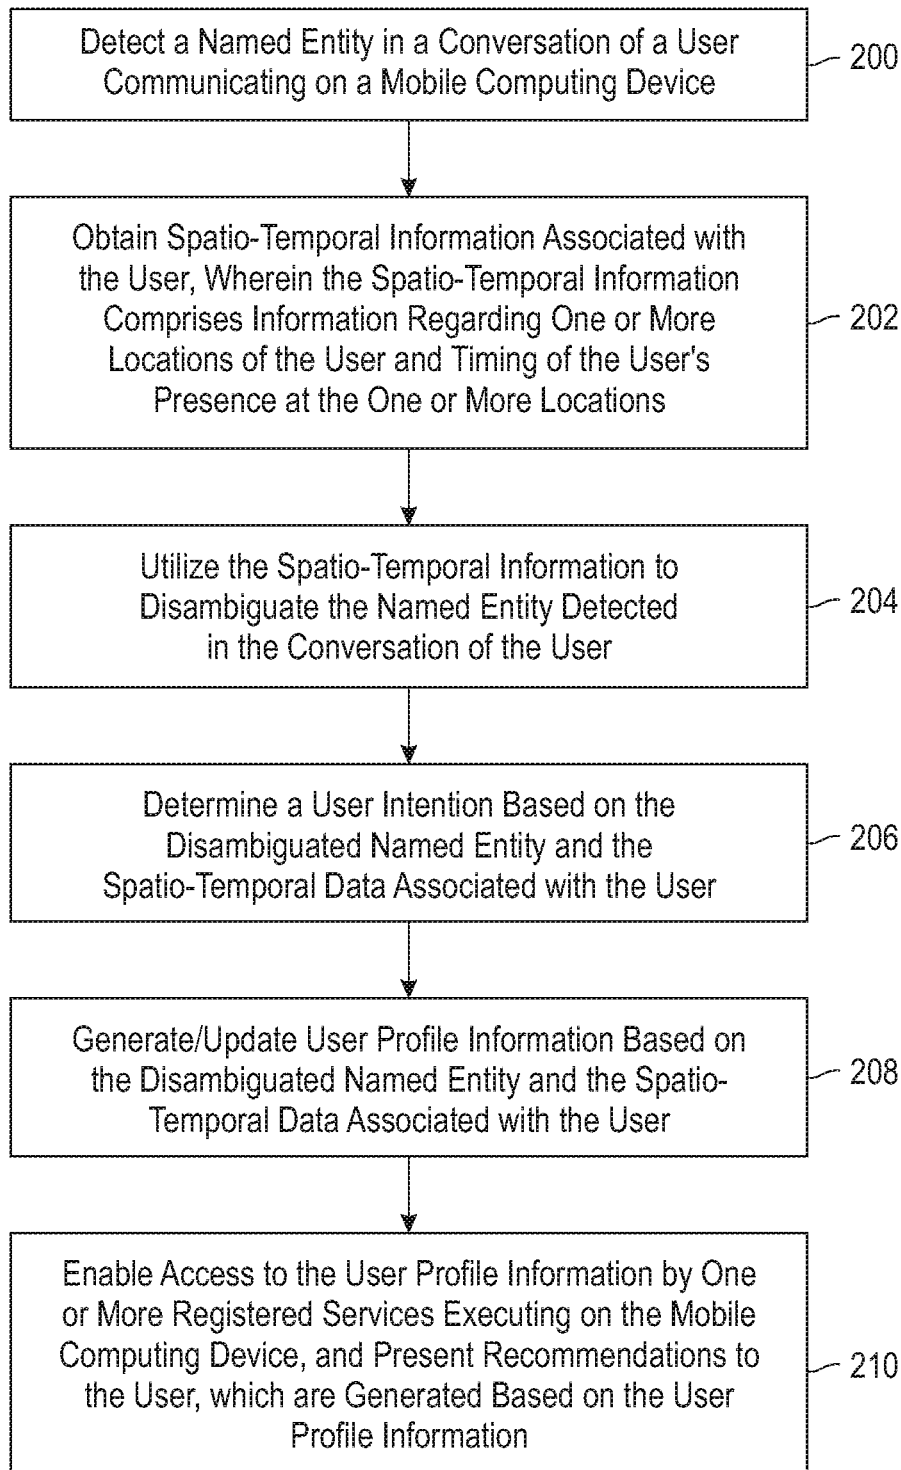 Detect a Named Entity in a Conversation of a User
Communicating on a Mobile Computing Device
200
Obtain Spatio-Temporal Information Associated with
the User, Wherein the Spatio-Temporal Information
Comprises Information Regarding One or More
Locations of the User and Timing of the User's
Presence at the One or More Locations
202
Utilize the Spatio-Temporal Information to
Disambiguate the Named Entity Detected
in the Conversation of the User
204
Determine a User Intention Based on the
Disambiguated Named Entity and the
Spatio-Temporal Data Associated with the User
206
Generate/Update User Profile Information Based on
the Disambiguated Named Entity and the Spatio-
Temporal Data Associated with the User
208
Enable Access to the User Profile Information by One
or More Registered Services Executing on the Mobile
Computing Device, and Present Recommendations to
the User, which are Generated Based on the User
Profile Information
210